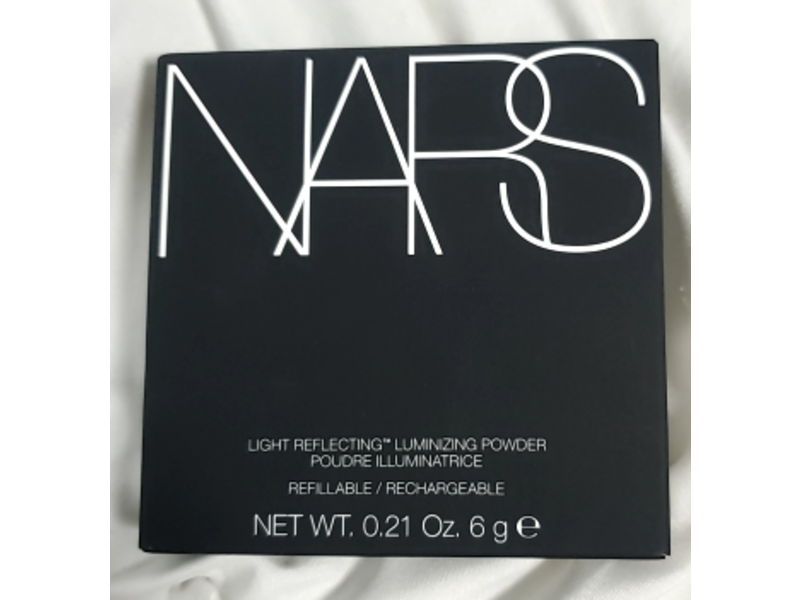 NARS
LIGHT REFLECTING™ LUMINIZING POWDER
POUDRE ILLUMINATRICE
REFILLABLE / RECHARGEABLE
NET WT. 0.21 Oz. 6 g ℮